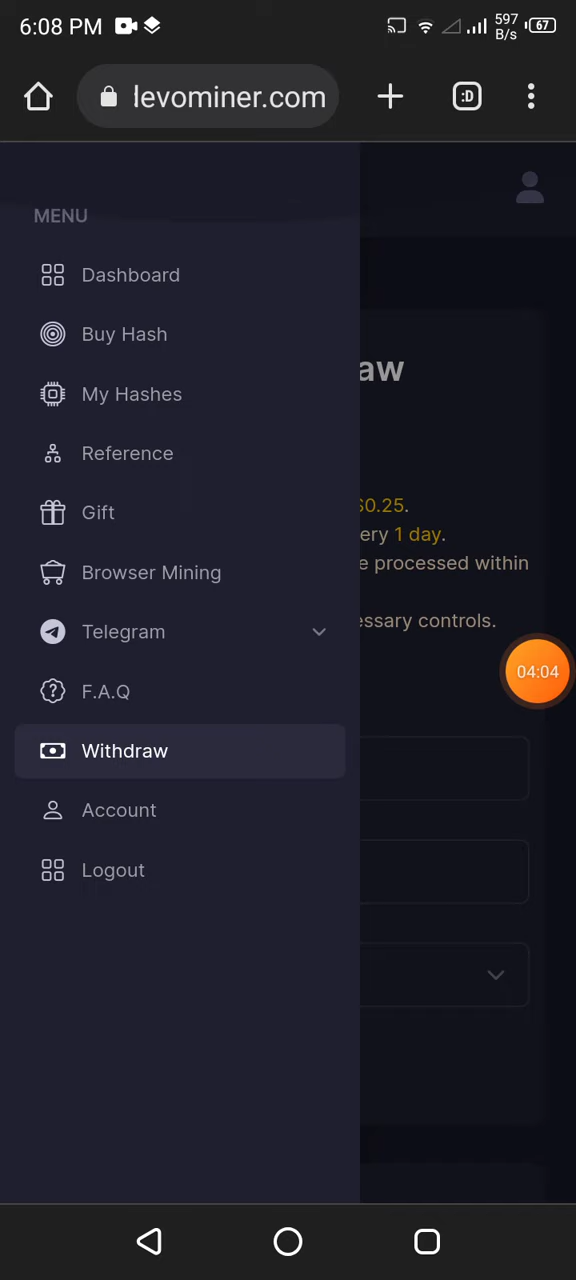 6:08 PM
597
B/s
67
levominer.com
:D
MENU
Dashboard
Buy Hash
My Hashes
Reference
Gift
Browser Mining
Telegram
F.A.Q
Withdraw
Account
Logout
aw
$0.25.
ery 1 day.
e processed within
essary controls.
04:04